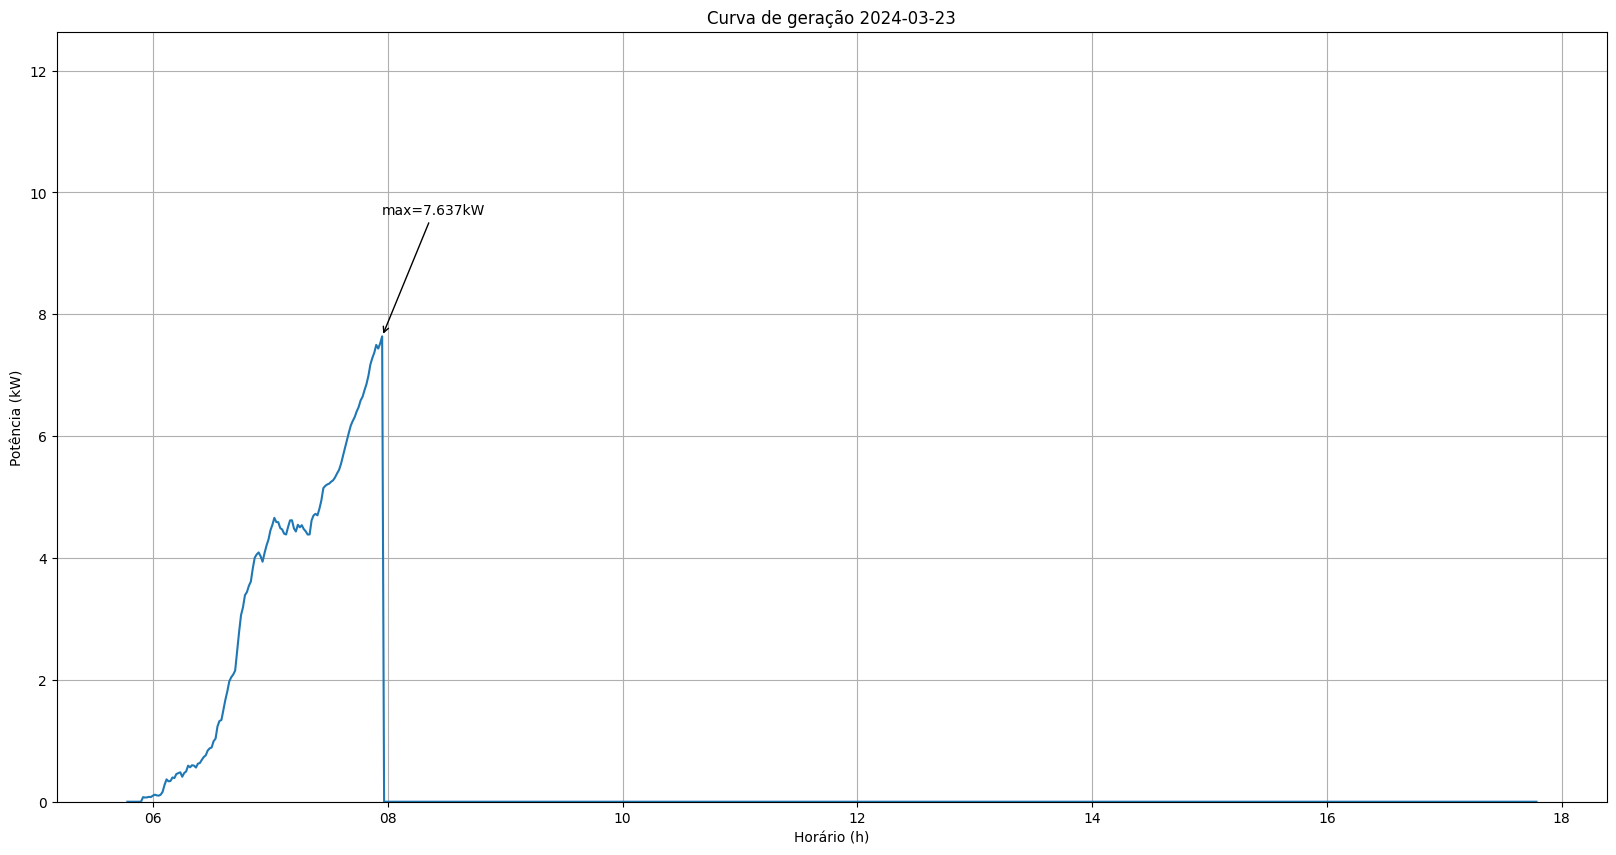 Curva de geração 2024-03-23
12
10
max=7.637kW
8
6
4
2
0
Potência (kW)
06 08 10 12 14 16 18
Horário (h)